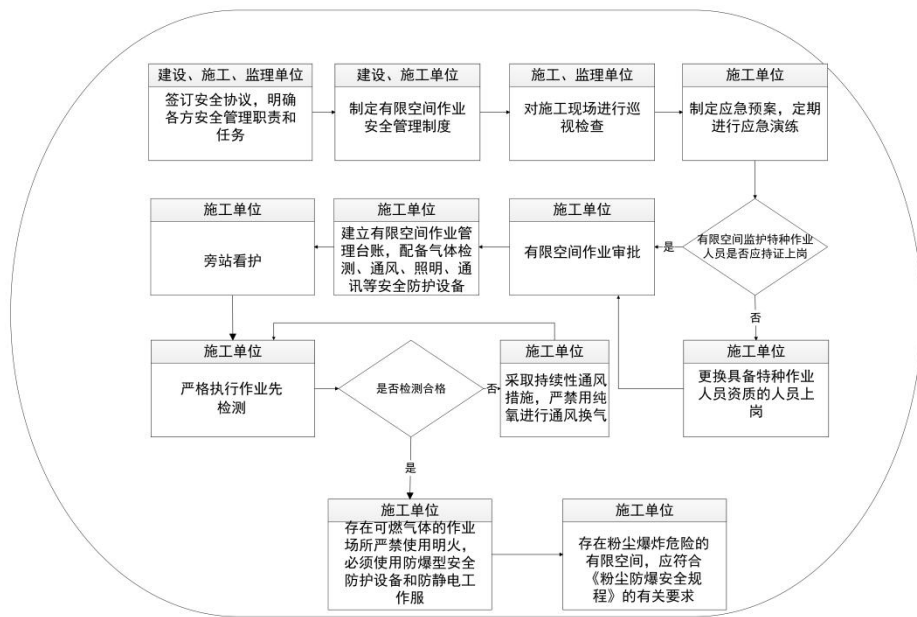 建设、施工、监理单位
签订安全协议，明确
各方安全管理职责和
任务
建设、施工单位
制定有限空间作业
安全管理制度
施工、监理单位
对施工现场进行巡
视检查
施工单位
制定应急预案，定期
进行应急演练
有限空间监护特种作业
人员是否应持证上岗
是
否
施工单位
有限空间作业审批
施工单位
建立有限空间作业管
理台账，配备气体检
测、通风、照明、通
讯等安全防护设备
施工单位
旁站看护
施工单位
严格执行作业先
检测
是否检测合格
否
是
施工单位
采取持续性通风
措施，严禁用纯
氧进行通风换气
施工单位
更换具备特种作业
人员资质的人员上
岗
施工单位
存在可燃气体的作业
场所严禁使用明火，
必须使用防爆型安全
防护设备和防静电工
作服
施工单位
存在粉尘爆炸危险的
有限空间，应符合
《粉尘防爆安全规
程》的有关要求